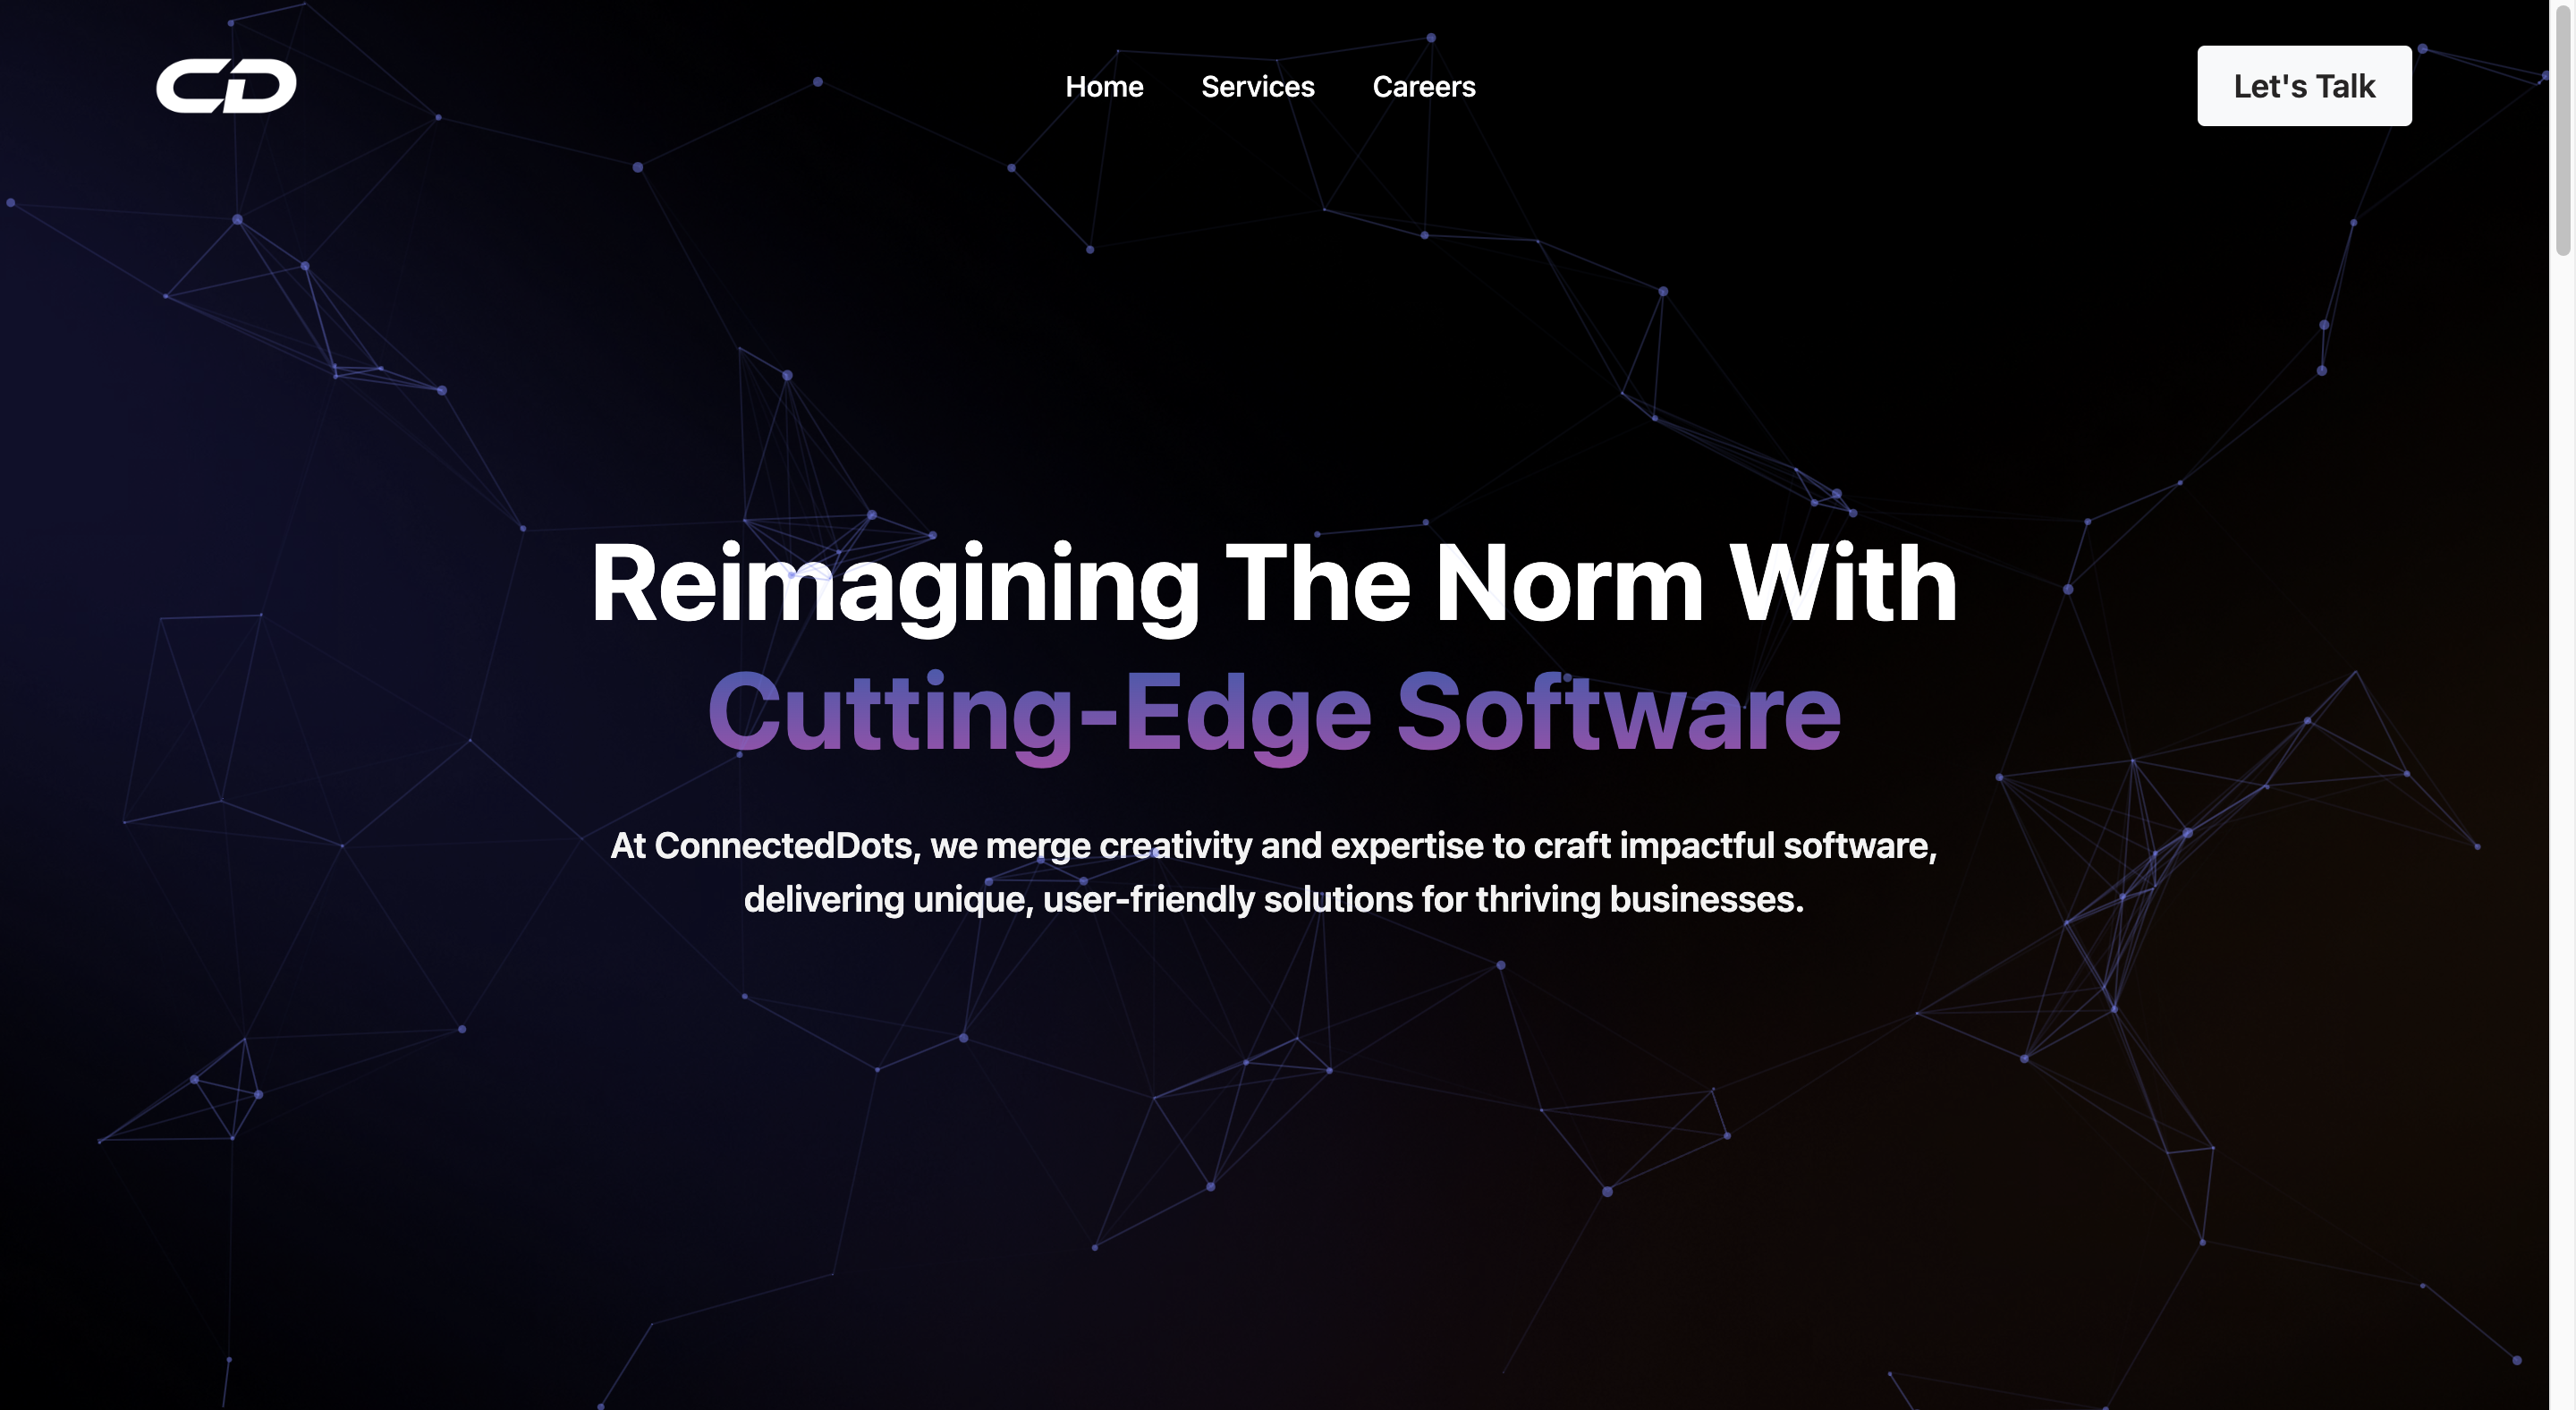 CD
Home Services Careers
Let's Talk
Reimagining The Norm With
Cutting-Edge Software
At ConnectedDots, we merge creativity and expertise to craft impactful software,
delivering unique, user-friendly solutions for thriving businesses.